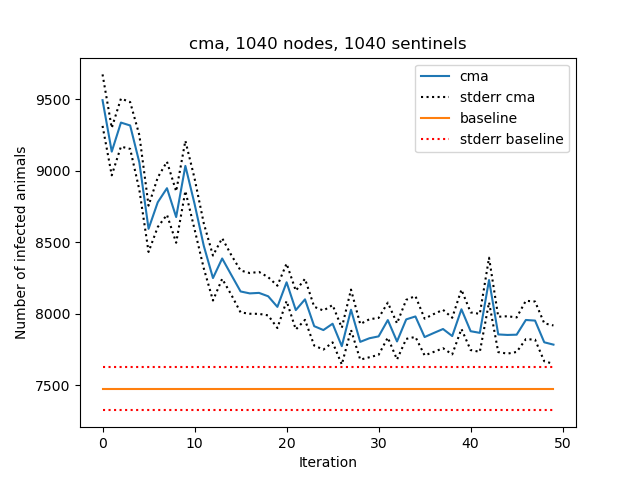 cma, 1040 nodes, 1040 sentinels
cma
stderr cma
baseline
stderr baseline
Number of infected animals
9500
9000
8500
8000
7500
0 10 20 30 40 50
Iteration